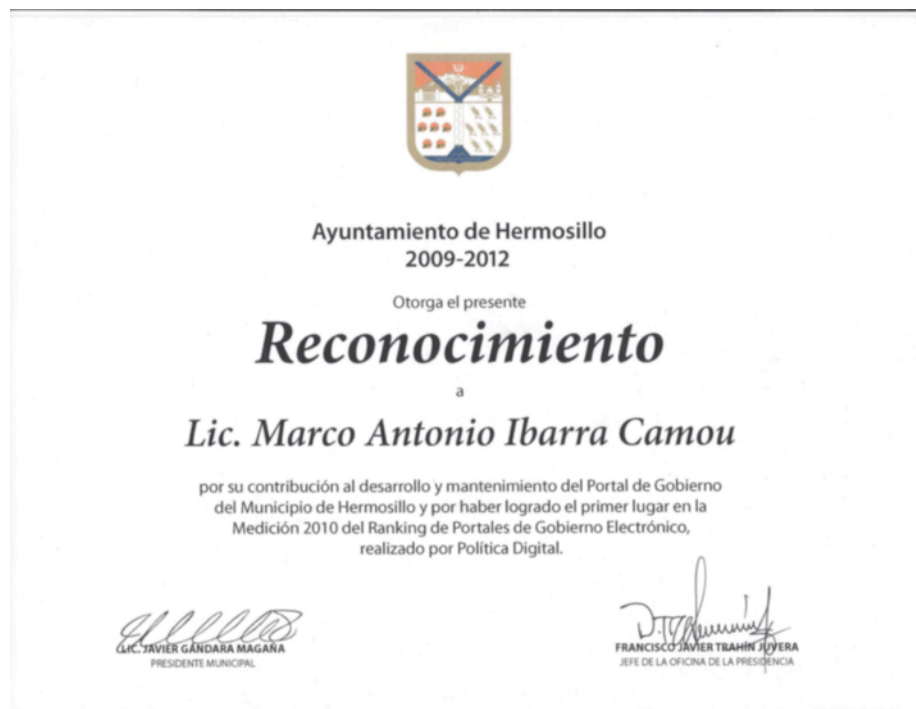 Ayuntamiento de Hermosillo
2009-2012
Otorga el presente
Reconocimiento
a
Lic. Marco Antonio Ibarra Camou
por su contribución al desarrollo y mantenimiento del Portal de Gobierno
del Municipio de Hermosillo y por haber logrado el primer lugar en la
Medición 2010 del Ranking de Portales de Gobierno Electrónico,
realizado por Política Digital.
LIC. JAVIER GÁNDARA MAGAÑA
PRESIDENTE MUNICIPAL
FRANCISCO JAVIER TRAHÍN JUVERA
JEFE DE LA OFICINA DE LA PRESIDENCIA